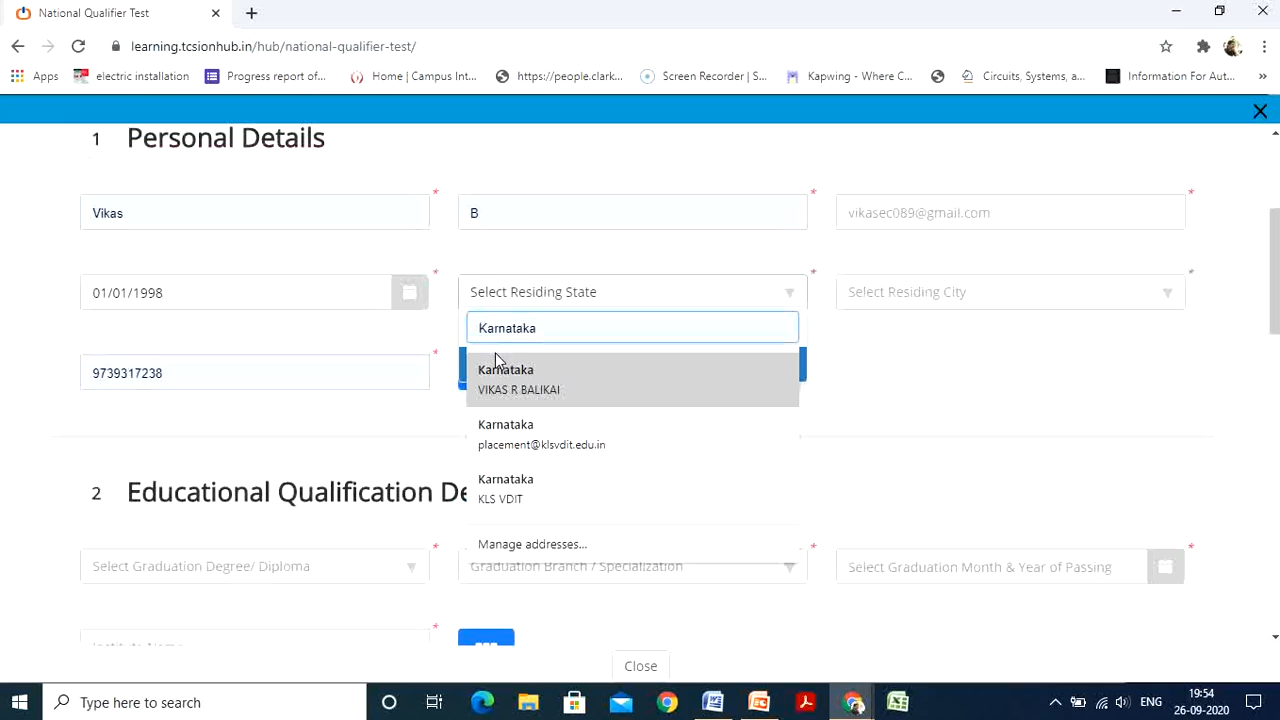 National Qualifier Test
learning.tcsionhub.in/hub/national-qualifier-test/
Apps electric installation Progress report of... Home | Campus Int... https://people.clark... Screen Recorder | S... Kapwing - Where C... Circuits, Systems, a... Information For Aut... »
1 Personal Details
Vikas B vikasec089@gmail.com
01/01/1998 Select Residing State Select Residing City
Karnataka
9739317238
Karnataka
VIKAS R BALIKAI
Karnataka
placement@klsvdit.edu.in
Karnataka
KLS VDIT
Manage addresses...
2 Educational Qualification De
Select Graduation Degree/ Diploma Graduation Branch / Specialization Select Graduation Month & Year of Passing
Institute Name
Close
Type here to search ENG 19:54
26-09-2020